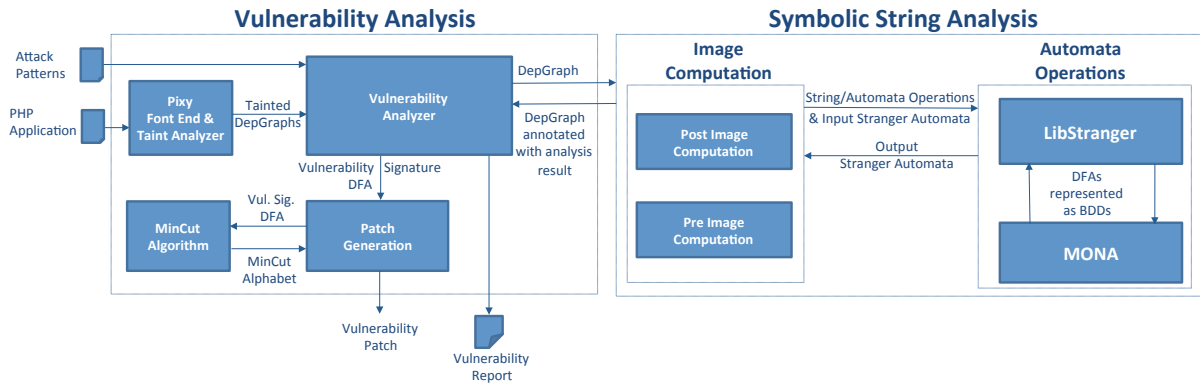 Vulnerability Analysis
Symbolic String Analysis
Attack
Patterns
PHP
Application
Pixy
Font End &
Taint Analyzer
Tainted
DepGraphs
Vulnerability
Analyzer
DepGraph
DepGraph
annotated
with analysis
result
Vulnerability Signature
DFA
MinCut
Algorithm
Vul. Sig.
DFA
MinCut
Alphabet
Patch
Generation
Vulnerability
Patch
Vulnerability
Report
Image
Computation
Post Image
Computation
Pre Image
Computation
String/Automata Operations
& Input Stranger Automata
Output
Stranger Automata
Automata
Operations
LibStranger
DFAs
represented
as BDDs
MONA